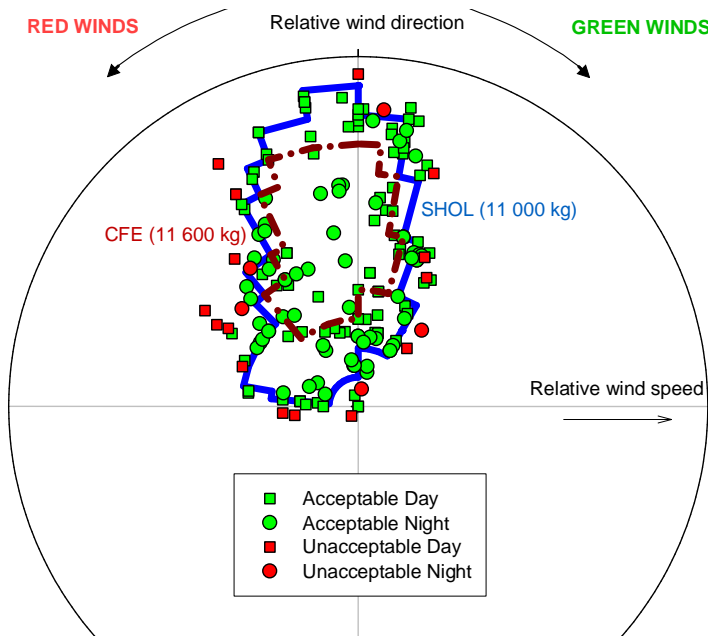 RED WINDS
Relative wind direction
GREEN WINDS
CFE (11 600 kg)
SHOL (11 000 kg)
Relative wind speed
Acceptable Day
Acceptable Night
Unacceptable Day
Unacceptable Night